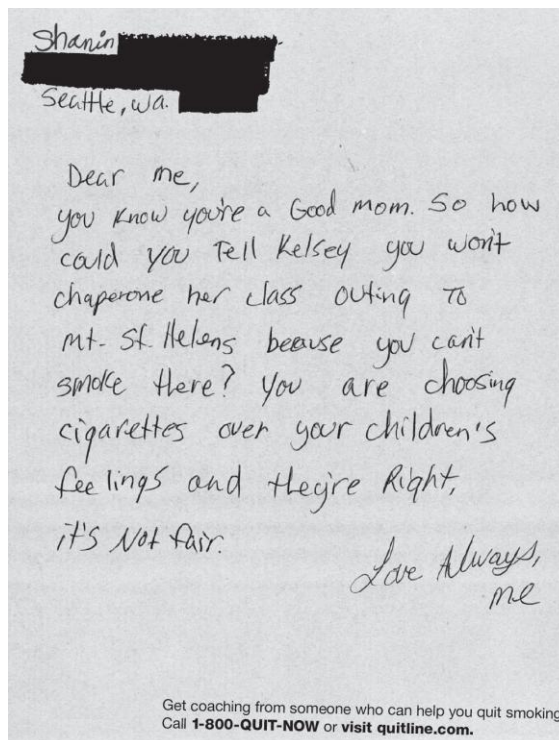 Shanin
Seattle, wa.
Dear me,
you know you're a Good mom. So how
could you Tell Kelsey you won't
chaperone her class outing To
mt. St. Helens because you can't
smoke there? You are choosing
cigarettes over your children's
feelings and they're Right,
it's Not fair.
Love Always,
me
Get coaching from someone who can help you quit smoking
Call 1-800-QUIT-NOW or visit quitline.com.